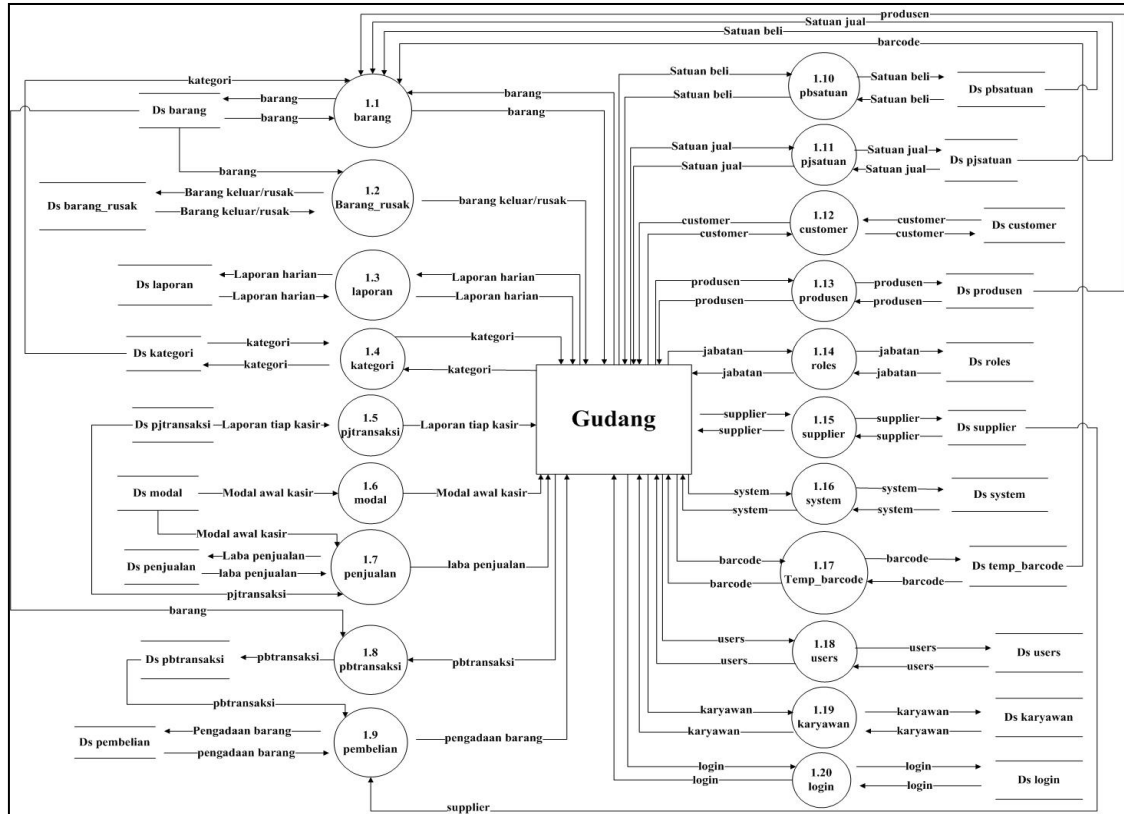 produsen
Satuan jual
Satuan beli
barcode
kategori
Ds barang
barang
barang
1.1
barang
barang
barang
barang
Ds barang_rusak
Barang keluar/rusak
Barang keluar/rusak
1.2
Barang_rusak
barang keluar/rusak
Ds laporan
Laporan harian
Laporan harian
1.3
laporan
Laporan harian
Laporan harian
Ds kategori
kategori
kategori
1.4
kategori
kategori
kategori
Ds pjtransaksi
Laporan tiap kasir
1.5
pjtransaksi
Laporan tiap kasir
Ds modal
Modal awal kasir
1.6
modal
Modal awal kasir
Modal awal kasir
Ds penjualan
Laba penjualan
laba penjualan
pjtransaksi
1.7
penjualan
laba penjualan
barang
Ds pbtransaksi
pbtransaksi
1.8
pbtransaksi
pbtransaksi
pbtransaksi
Ds pembelian
Pengadaan barang
pengadaan barang
1.9
pembelian
pengadaan barang
supplier
Gudang
Satuan beli
Satuan beli
1.10
pbsatuan
Satuan beli
Satuan beli
Ds pbsatuan
Satuan jual
Satuan jual
1.11
pjsatuan
Satuan jual
Satuan jual
Ds pjsatuan
customer
customer
1.12
customer
customer
customer
Ds customer
produsen
produsen
1.13
produsen
produsen
produsen
Ds produsen
jabatan
jabatan
1.14
roles
jabatan
jabatan
Ds roles
supplier
supplier
1.15
supplier
supplier
supplier
Ds supplier
system
system
1.16
system
system
system
Ds system
barcode
barcode
1.17
Temp_barcode
barcode
barcode
Ds temp_barcode
users
users
1.18
users
users
users
Ds users
karyawan
karyawan
1.19
karyawan
karyawan
karyawan
Ds karyawan
login
login
1.20
login
login
login
Ds login